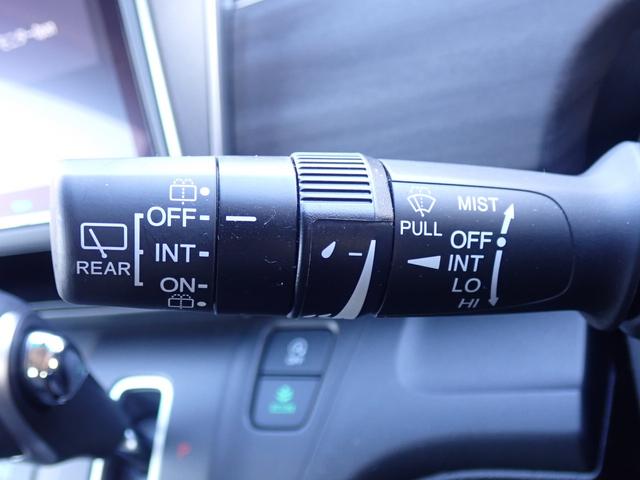 OFF
INT
ON
REAR
MIST
PULL
OFF
INT
LO
HI
P